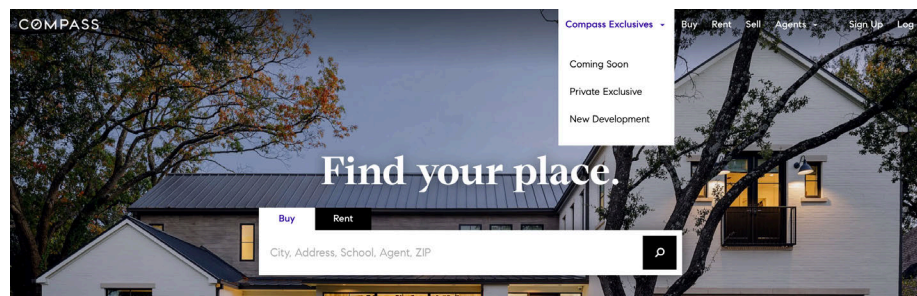 COMPASS
Compass Exclusives
Buy
Rent
Sell
Agents
Sign Up
Log
Coming Soon
Private Exclusive
New Development
Find your place.
Buy
Rent
City, Address, School, Agent, ZIP